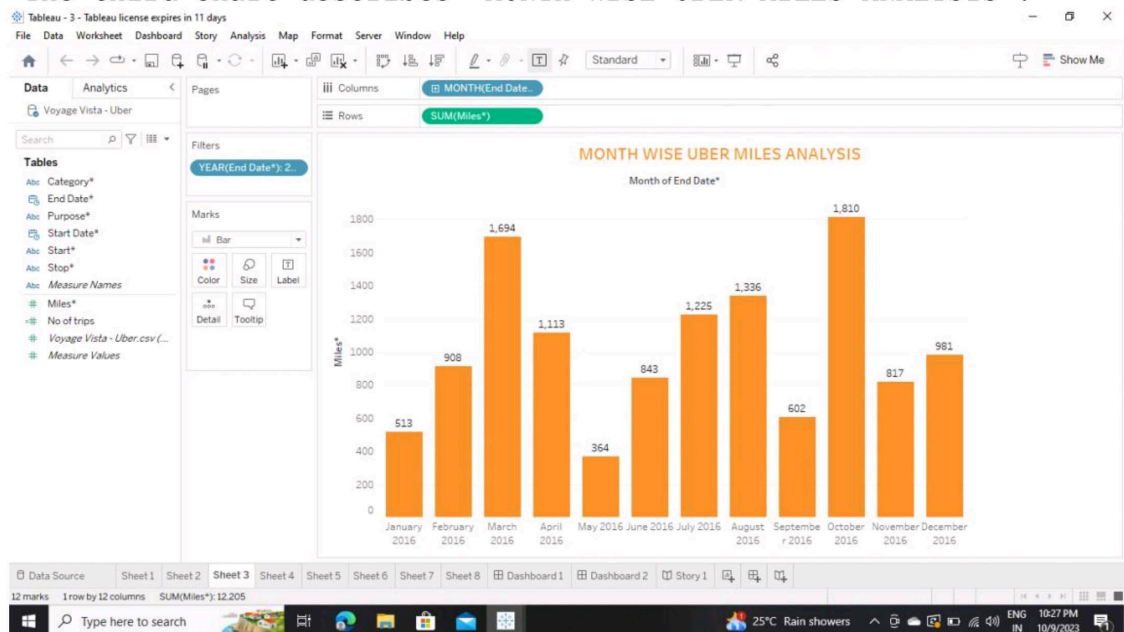 Tableau - 3 - Tableau license expires in 11 days
File Data Worksheet Dashboard Story Analysis Map Format Server Window Help
Standard
Show Me
Data Analytics
Voyage Vista - Uber
Search
Tables
Abc Category*
End Date*
Abc Purpose*
Start Date*
Abc Start*
Abc Stop*
Abc Measure Names
# Miles*
=# No of trips
# Voyage Vista - Uber.csv (...
# Measure Values
Pages
Filters
YEAR(End Date*): 2..
Marks
Bar
Color Size Label
Detail Tooltip
Columns MONTH(End Date..
Rows SUM(Miles*)
MONTH WISE UBER MILES ANALYSIS
Month of End Date*
Miles*
1800
1600
1400
1200
1000
800
600
400
200
0
513 908 1,694 1,113 364 843 1,225 1,336 602 1,810 817 981
January February March April May 2016 June 2016 July 2016 August Septembe October November December
2016 2016 2016 2016 2016 r 2016 2016 2016 2016
Data Source Sheet 1 Sheet 2 Sheet 3 Sheet 4 Sheet 5 Sheet 6 Sheet 7 Sheet 8 Dashboard 1 Dashboard 2 Story 1
12 marks 1 row by 12 columns SUM(Miles*): 12,205
Type here to search
25°C Rain showers
ENG 10:27 PM
IN 10/9/2023